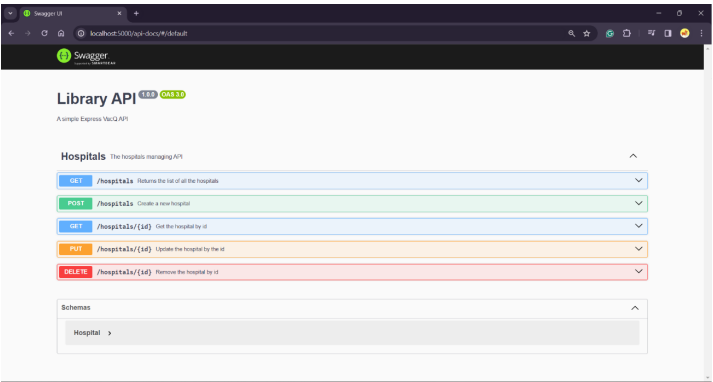 Swagger UI
localhost:5000/api-docs/#/default
Swagger
Supported by SMARTBEAR
Library API 1.0.0 OAS 3.0
A simple Express VacQ API
Hospitals The hospitals managing API
GET /hospitals Returns the list of all the hospitals
POST /hospitals Create a new hospital
GET /hospitals/{id} Get the hospital by id
PUT /hospitals/{id} Update the hospital by the id
DELETE /hospitals/{id} Remove the hospital by id
Schemas
Hospital